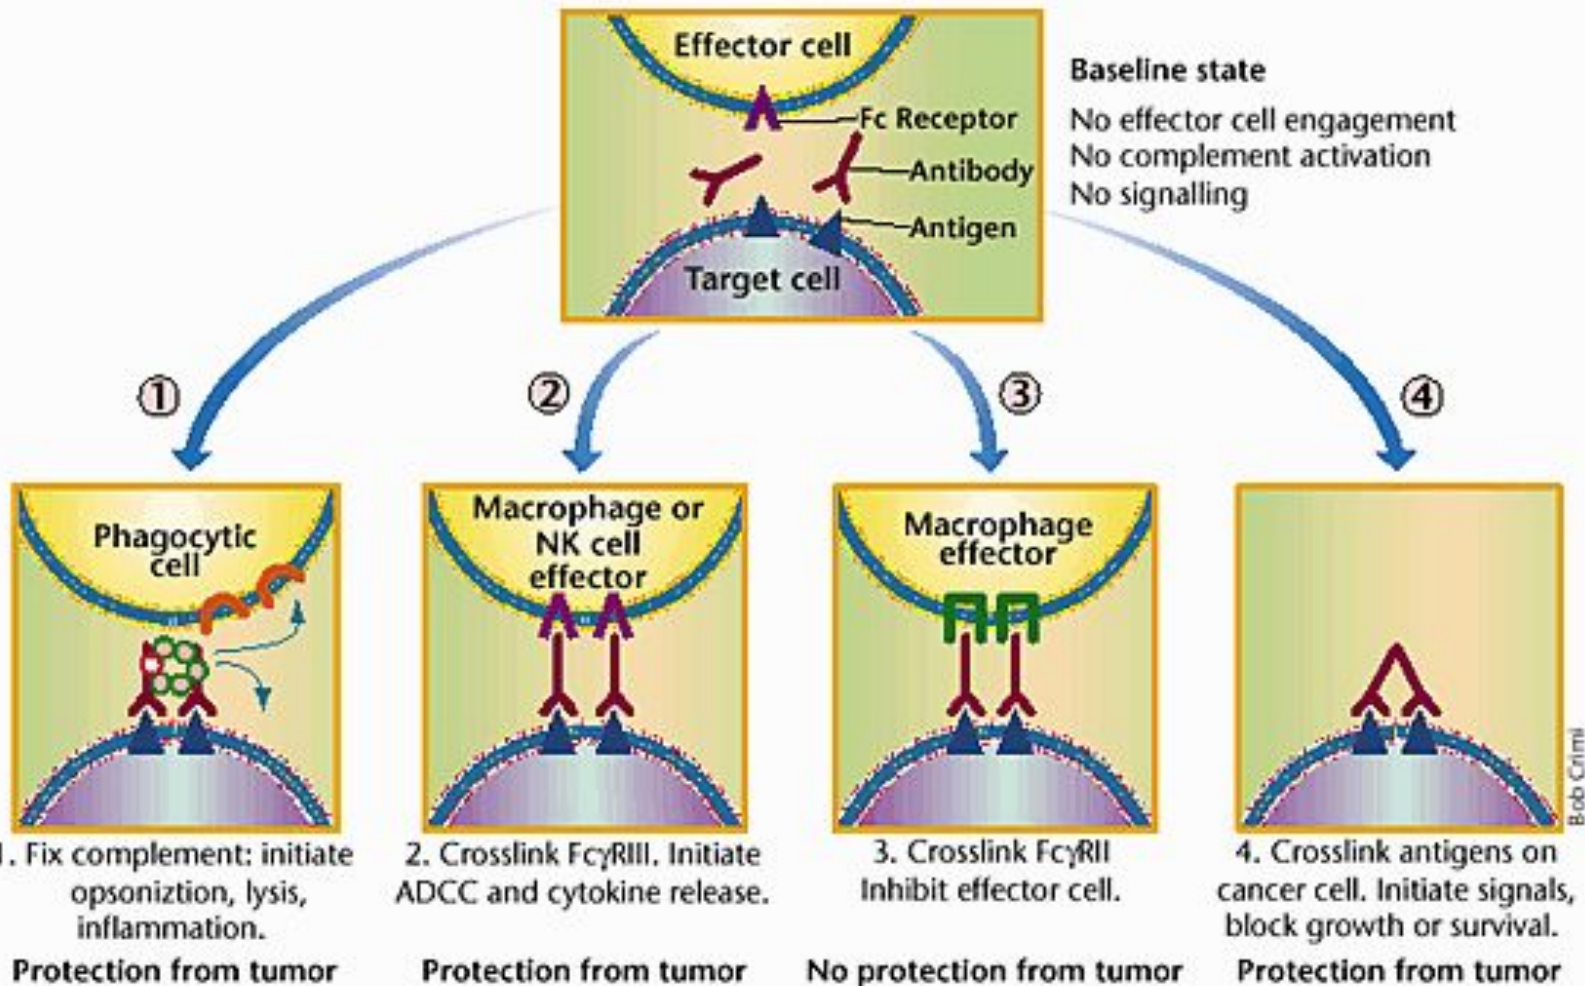 Effector cell
Fc Receptor
Antibody
Antigen
Target cell
Baseline state
No effector cell engagement
No complement activation
No signalling
①
②
③
④
Phagocytic
cell
Macrophage or
NK cell
effector
Macrophage
effector
Bob Crimi
1. Fix complement: initiate
opsoniztion, lysis,
inflammation.
Protection from tumor
2. Crosslink FcγRIII. Initiate
ADCC and cytokine release.
Protection from tumor
3. Crosslink FcγRII
Inhibit effector cell.
No protection from tumor
4. Crosslink antigens on
cancer cell. Initiate signals,
block growth or survival.
Protection from tumor